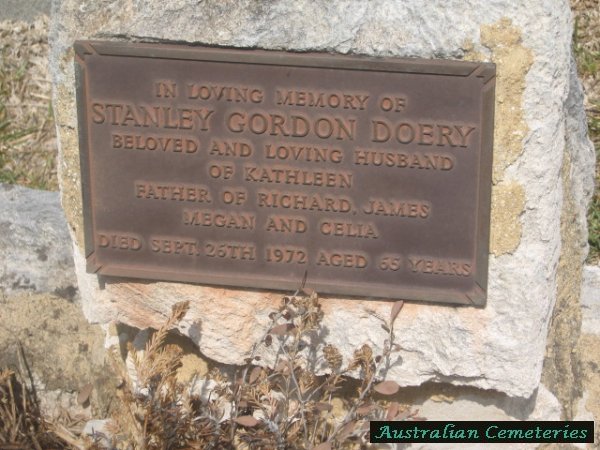 IN LOVING MEMORY OF
STANLEY GORDON DOERY
BELOVED AND LOVING HUSBAND
OF KATHLEEN
FATHER OF RICHARD, JAMES
MEGAN AND CELIA
DIED SEPT. 26TH 1972 AGED 65 YEARS
Australian Cemeteries